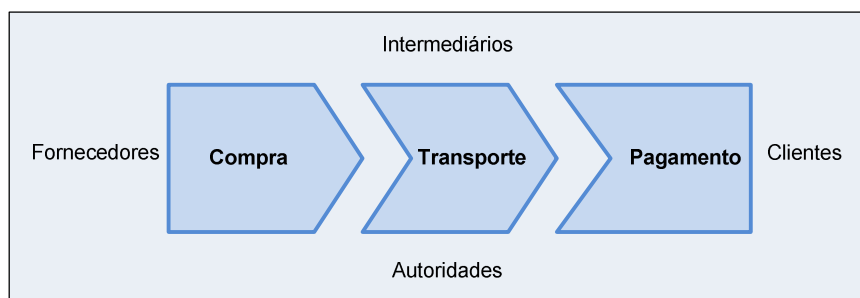 Intermediários
Fornecedores
Compra
Transporte
Pagamento
Clientes
Autoridades